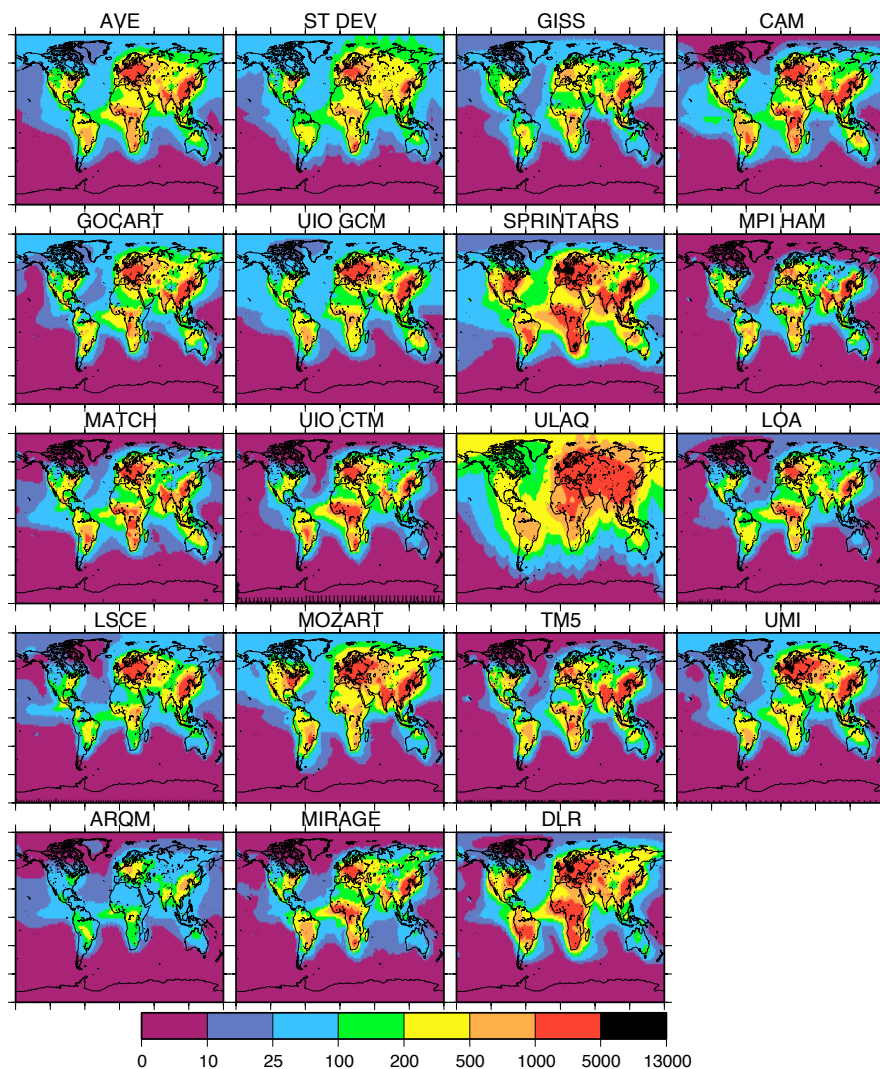 AVE ST DEV GISS CAM
GOCART UIO GCM SPRINTARS MPI HAM
MATCH UIO CTM ULAQ LOA
LSCE MOZART TM5 UMI
ARQM MIRAGE DLR
0 10 25 100 200 500 1000 5000 13000